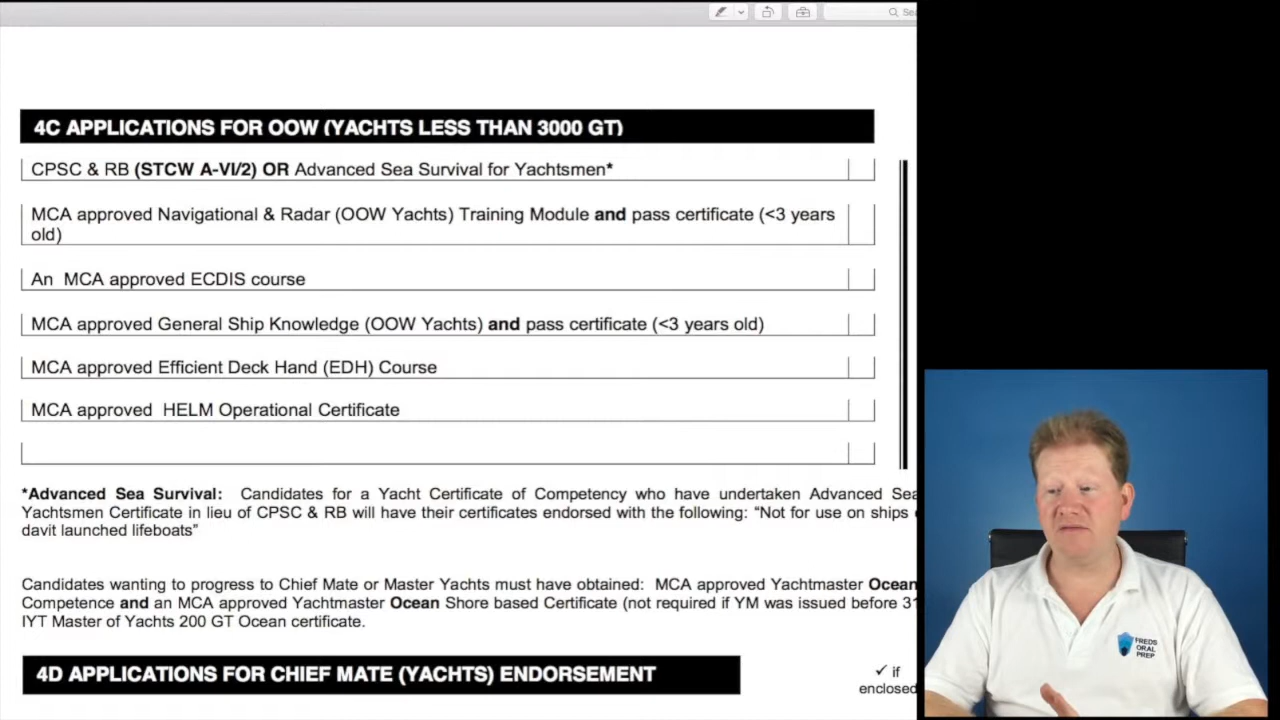 Sea
4C APPLICATIONS FOR OOW (YACHTS LESS THAN 3000 GT)
CPSC & RB (STCW A-VI/2) OR Advanced Sea Survival for Yachtsmen*
MCA approved Navigational & Radar (OOW Yachts) Training Module and pass certificate (<3 years
old)
An MCA approved ECDIS course
MCA approved General Ship Knowledge (OOW Yachts) and pass certificate (<3 years old)
MCA approved Efficient Deck Hand (EDH) Course
MCA approved HELM Operational Certificate
*Advanced Sea Survival: Candidates for a Yacht Certificate of Competency who have undertaken Advanced Sea
Yachtsmen Certificate in lieu of CPSC & RB will have their certificates endorsed with the following: “Not for use on ships
davit launched lifeboats”
Candidates wanting to progress to Chief Mate or Master Yachts must have obtained: MCA approved Yachtmaster Ocean
Competence and an MCA approved Yachtmaster Ocean Shore based Certificate (not required if YM was issued before 31
IYT Master of Yachts 200 GT Ocean certificate.
4D APPLICATIONS FOR CHIEF MATE (YACHTS) ENDORSEMENT
✓ if
enclosed
FREDS
ORAL
PREP